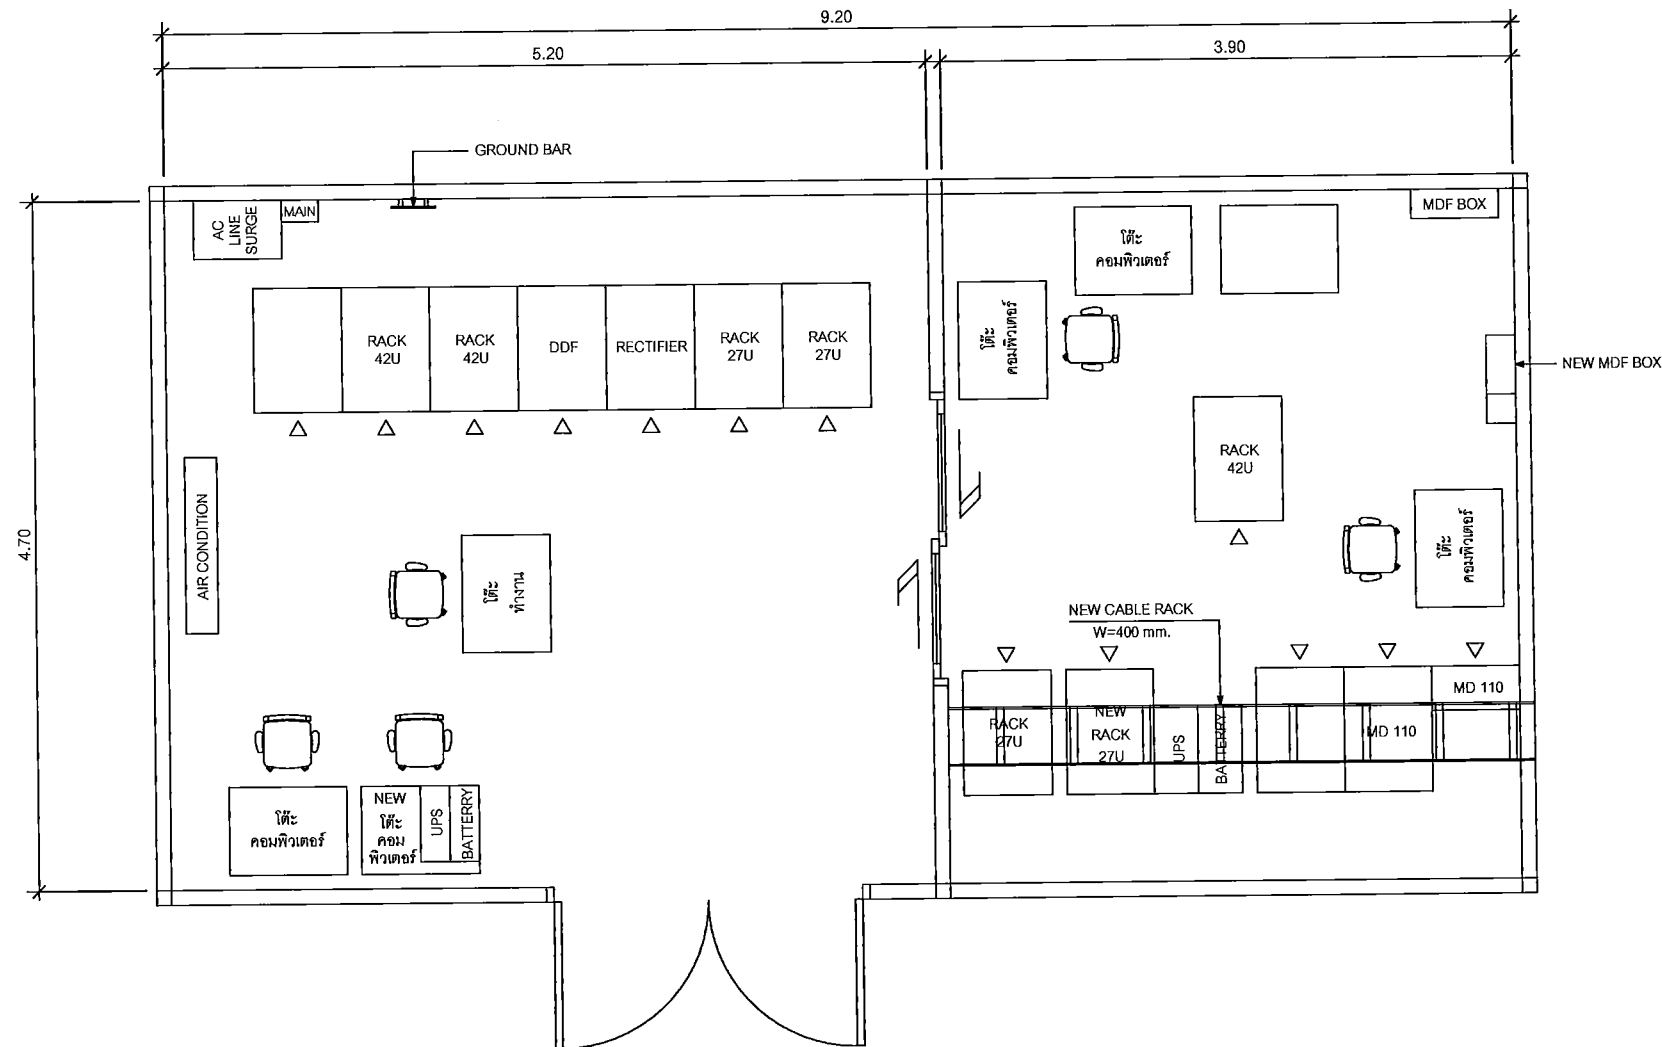 9.20
5.20
3.90
GROUND BAR
AC
LINE
SURGE
MAIN
MDF BOX
โต๊ะ
คอมพิวเตอร์
โต๊ะ
คอมพิวเตอร์
RACK
42U
RACK
42U
DDF
RECTIFIER
RACK
27U
RACK
27U
NEW MDF BOX
RACK
42U
4.70
AIR CONDITION
โต๊ะ
ทำงาน
โต๊ะ
คอมพิวเตอร์
NEW CABLE RACK
W=400 mm.
RACK
27U
NEW
RACK
27U
UPS
BATTERRY
MD 110
MD 110
โต๊ะ
คอมพิวเตอร์
NEW
โต๊ะ
คอม
พิวเตอร์
UPS
BATTERRY